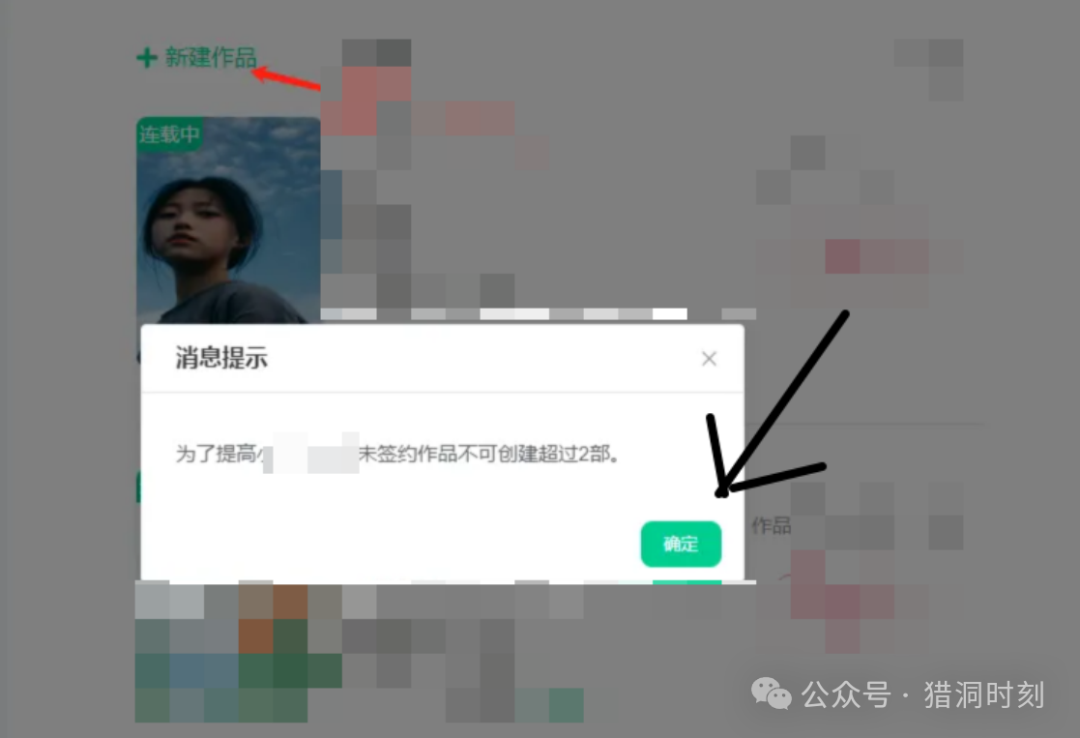 + 新建作品
连载中
消息提示
为了提高 未签约作品不可创建超过2部。
确定
作品
公众号 · 猎洞时刻